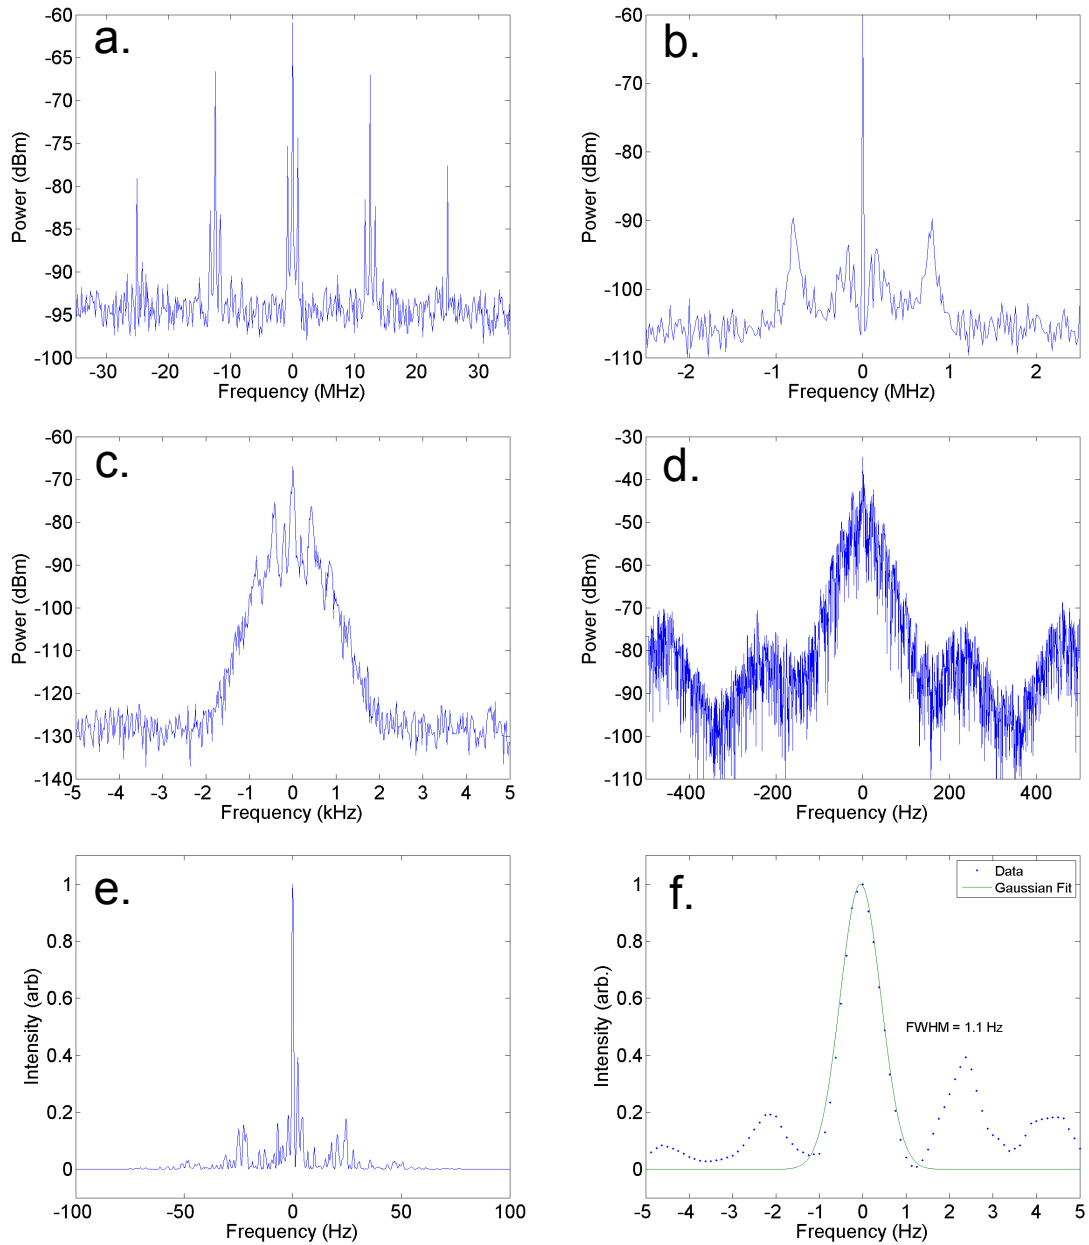 a.
-60
-65
-70
-75
-80
-85
-90
-95
-100
Power (dBm)
-30 -20 -10 0 10 20 30
Frequency (MHz)
b.
-60
-70
-80
-90
-100
-110
Power (dBm)
-2 -1 0 1 2
Frequency (MHz)
c.
-60
-70
-80
-90
-100
-110
-120
-130
-140
Power (dBm)
-5 -4 -3 -2 -1 0 1 2 3 4 5
Frequency (kHz)
d.
-30
-40
-50
-60
-70
-80
-90
-100
-110
Power (dBm)
-400 -200 0 200 400
Frequency (Hz)
e.
1
0.8
0.6
0.4
0.2
0
Intensity (arb)
-100 -50 0 50 100
Frequency (Hz)
f.
Data
Gaussian Fit
FWHM = 1.1 Hz
1
0.8
0.6
0.4
0.2
0
Intensity (arb.)
-5 -4 -3 -2 -1 0 1 2 3 4 5
Frequency (Hz)